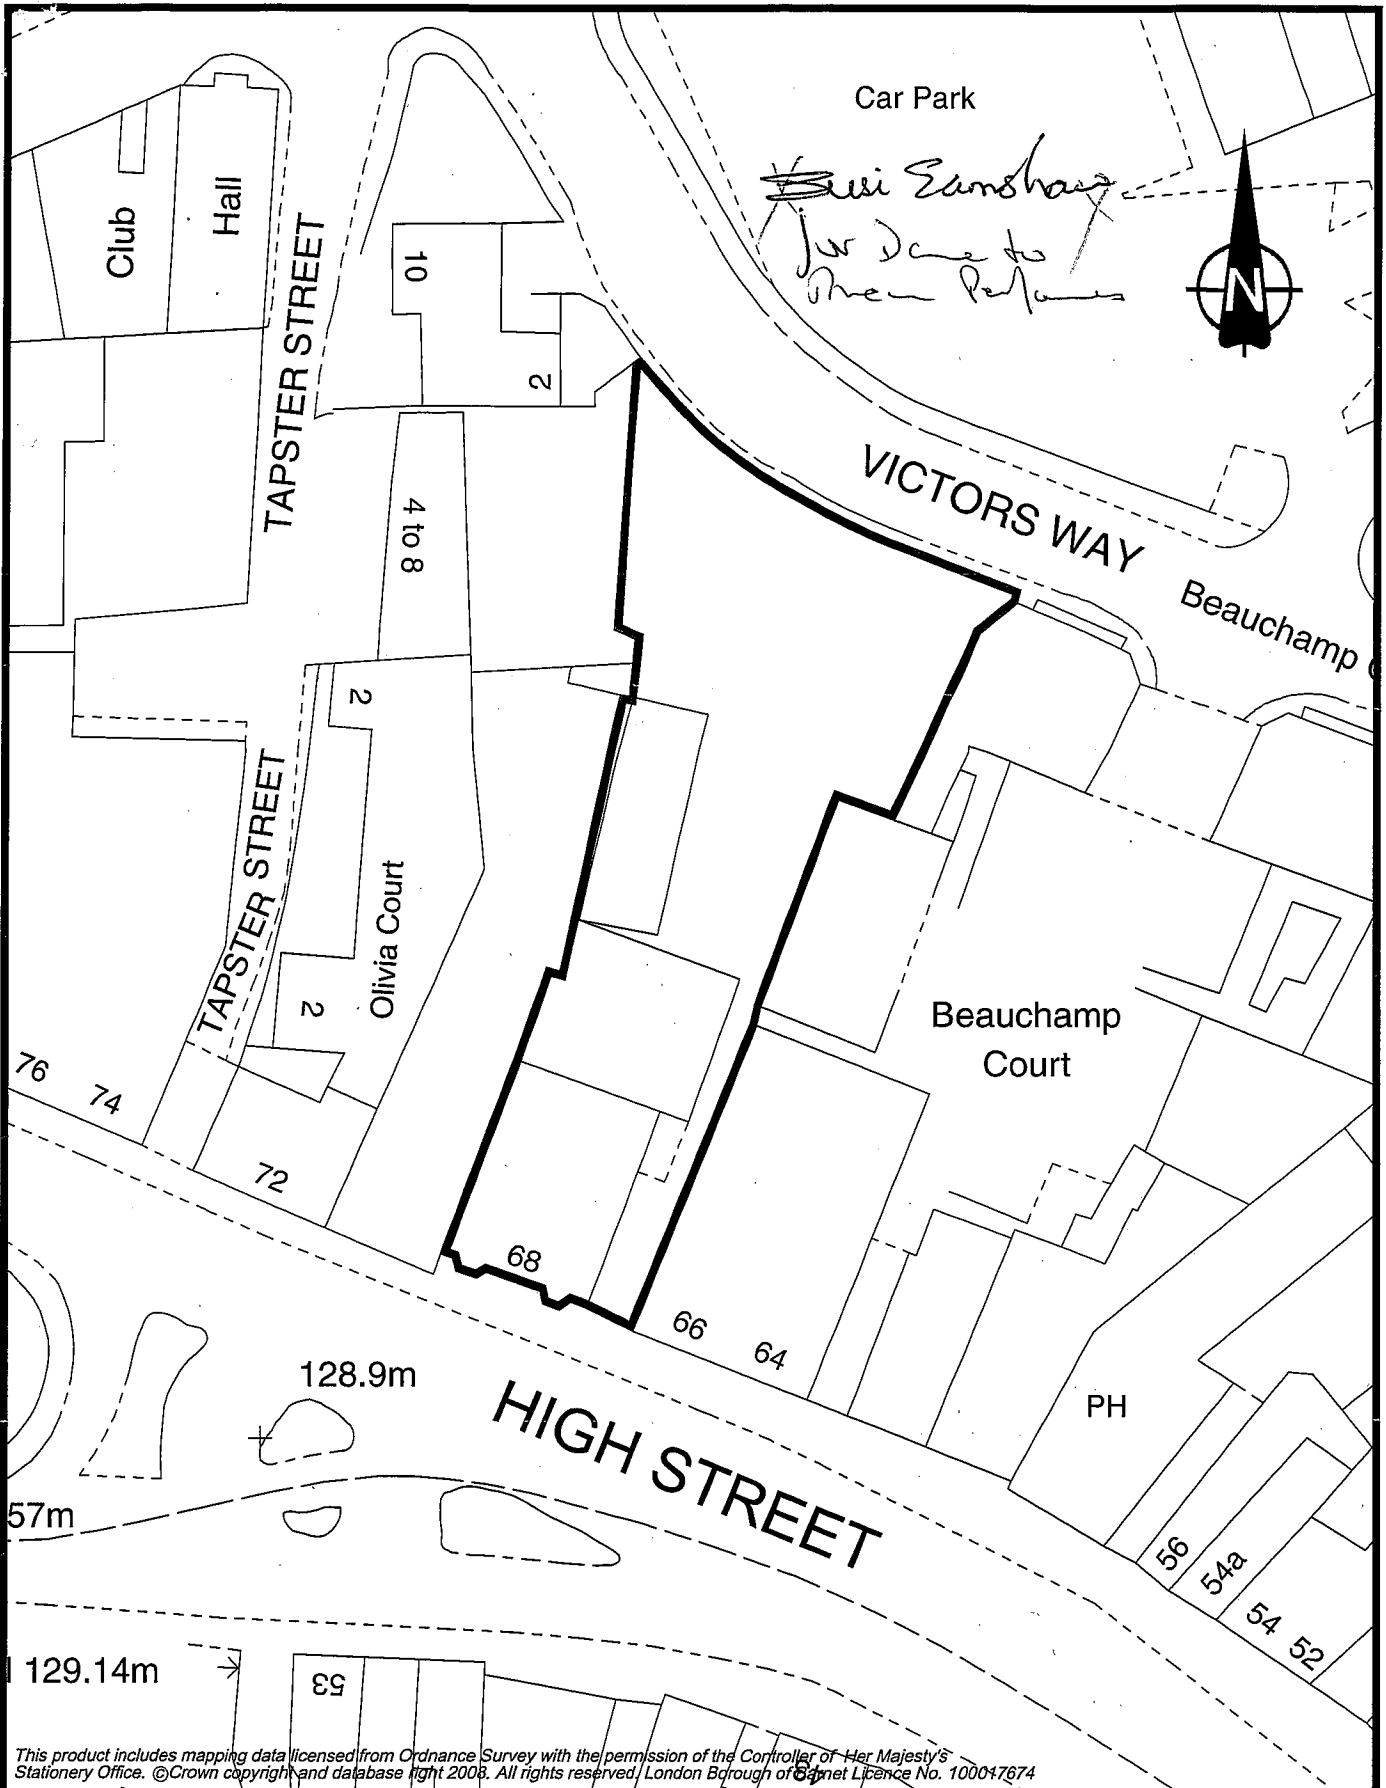 Car Park
Susi Earnshaw
N
Club
Hall
TAPSTER STREET
10
2
4 to 8
VICTORS WAY
Beauchamp
2
TAPSTER STREET
Olivia Court
2
Beauchamp
Court
76
74
72
68
66
64
128.9m
HIGH STREET
PH
57m
56
54a
54
52
129.14m
53
This product includes mapping data licensed from Ordnance Survey with the permission of the Controller of Her Majesty's
Stationery Office. ©Crown copyright and database right 2008. All rights reserved. London Borough of Barnet Licence No. 100017674